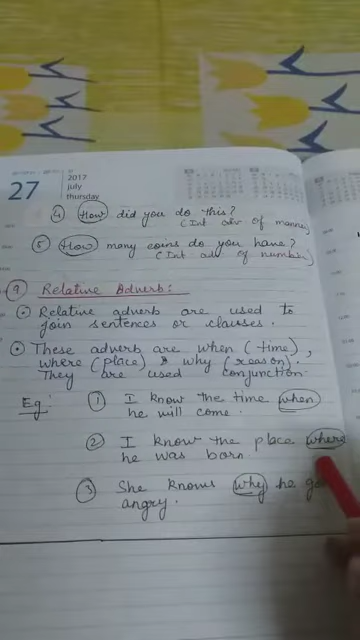 27
2017
july
thursday
4 How did you do this?
(Int adv of manner)
5 How many coins do you have?
(Int adv of number)
9 Relative Adverb:
Relative adverb are used to
join sentences or clauses.
These adverb are when (time),
where (place) & why (reason).
They are used conjunction
Eg: 1 I know the time when
he will come.
2 I know the place where
he was born.
3 She knows why he
angry.